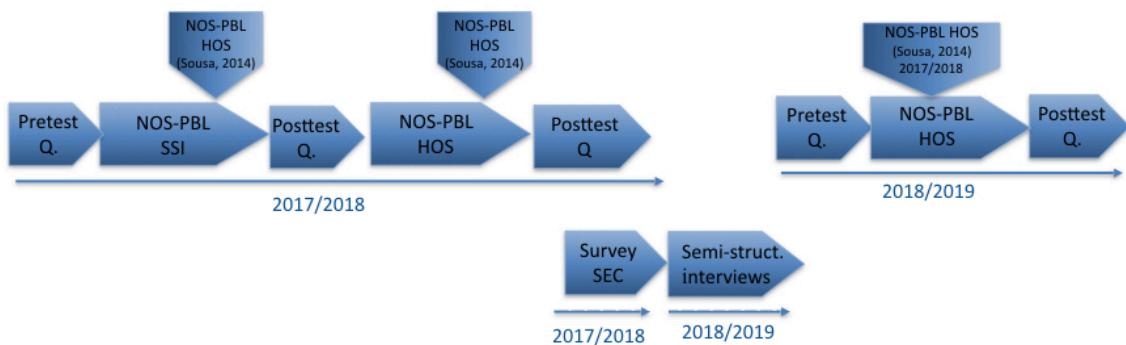 NOS-PBL
HOS
(Sousa, 2014)
NOS-PBL
HOS
(Sousa, 2014)
NOS-PBL HOS
(Sousa, 2014)
2017/2018
Pretest
Q.
NOS-PBL
SSI
Posttest
Q.
NOS-PBL
HOS
Posttest
Q
Pretest
Q.
NOS-PBL
HOS
Posttest
Q.
2017/2018
2018/2019
Survey
SEC
Semi-struct.
interviews
2017/2018
2018/2019